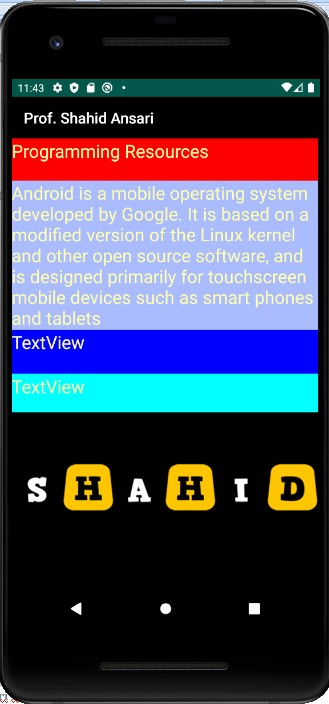 11:43
Prof. Shahid Ansari
Programming Resources
Android is a mobile operating system
developed by Google. It is based on a
modified version of the Linux kernel
and other open source software, and
is designed primarily for touchscreen
mobile devices such as smart phones
and tablets
TextView
TextView
S H A H I D